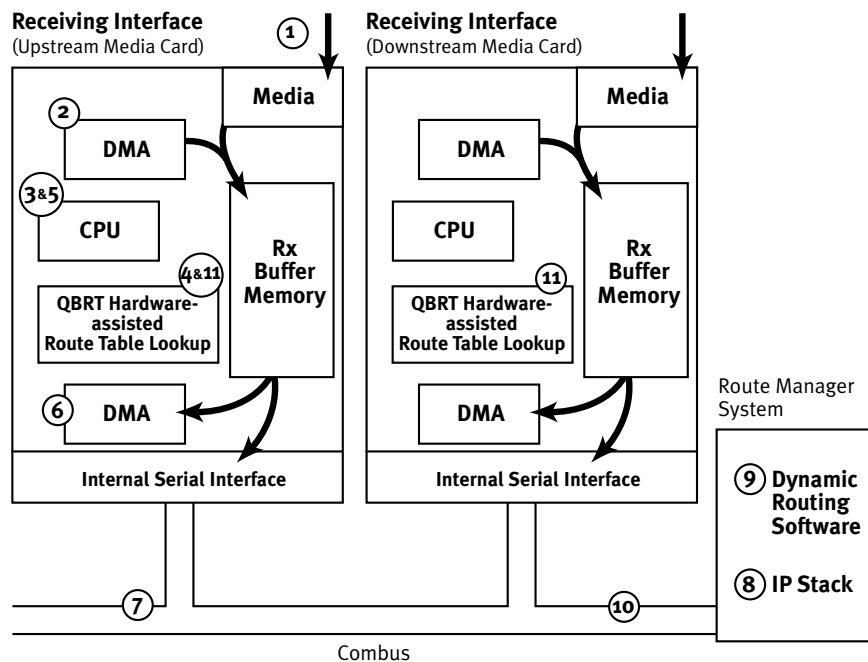 Receiving Interface
(Upstream Media Card)
1
Receiving Interface
(Downstream Media Card)
Media
2
DMA
3&5
CPU
4&11
QBRT Hardware-
assisted
Route Table Lookup
Rx
Buffer
Memory
6
DMA
Internal Serial Interface
Media
DMA
CPU
11
QBRT Hardware-
assisted
Route Table Lookup
Rx
Buffer
Memory
DMA
Internal Serial Interface
Route Manager
System
9 Dynamic
Routing
Software
8 IP Stack
7
10
Combus